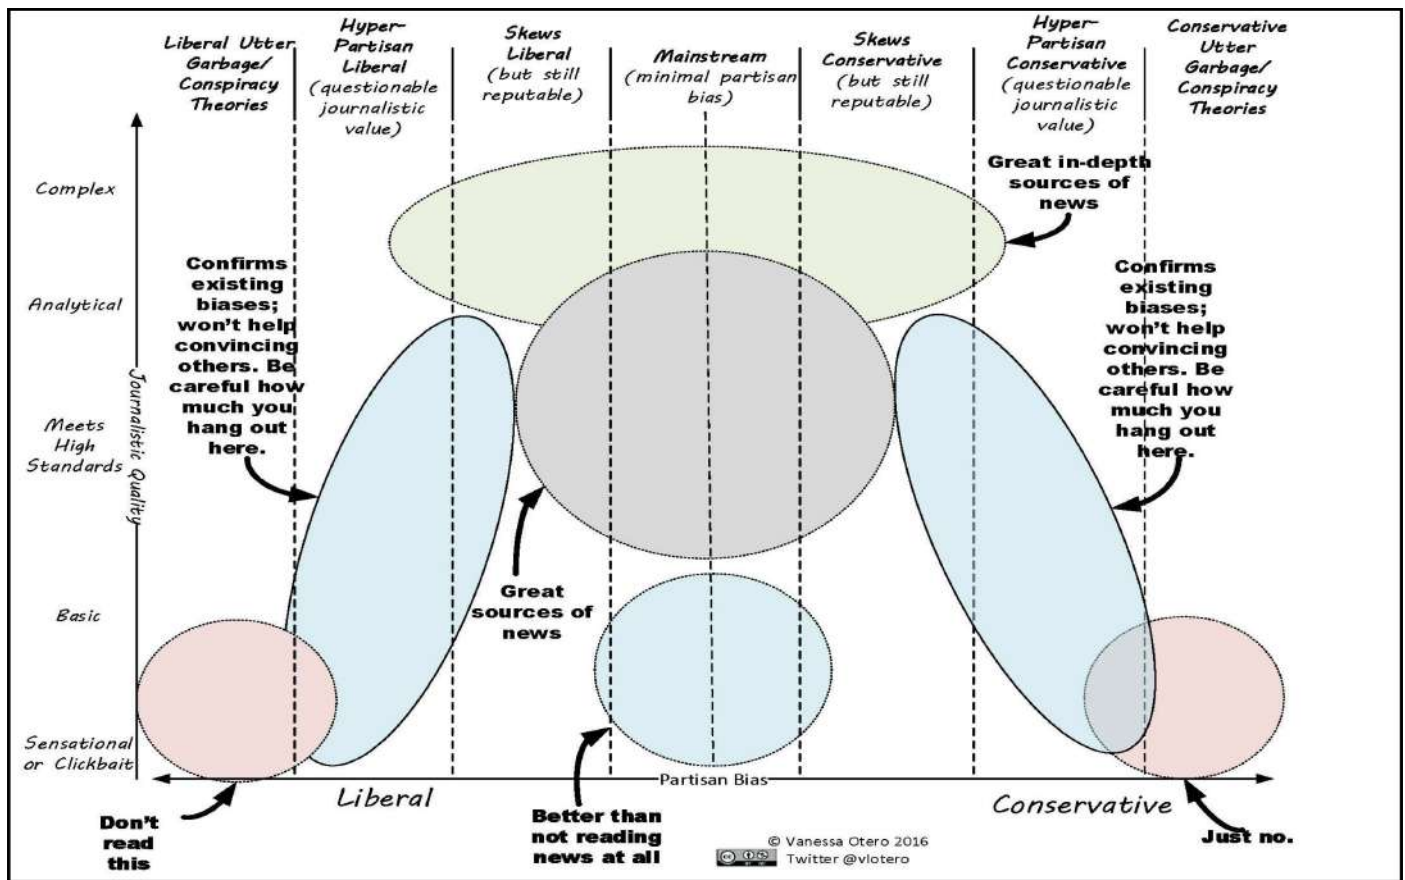 Liberal Utter
Garbage/
Conspiracy
Theories
Hyper-
Partisan
Liberal
(questionable
journalistic
value)
Skews
Liberal
(but still
reputable)
Mainstream
(minimal partisan
bias)
Skews
Conservative
(but still
reputable)
Hyper-
Partisan
Conservative
(questionable
journalistic
value)
Conservative
Utter
Garbage/
Conspiracy
Theories
Complex
Analytical
Meets
High
Standards
Basic
Sensational
or Clickbait
Journalistic Quality
Great in-depth
sources of
news
Confirms
existing
biases;
won't help
convincing
others. Be
careful how
much you
hang out
here.
Confirms
existing
biases;
won't help
convincing
others. Be
careful how
much you
hang out
here.
Great
sources of
news
Partisan Bias
Liberal
Conservative
Don't
read
this
Better than
not reading
news at all
Just no.
© Vanessa Otero 2016
Twitter @vlotero